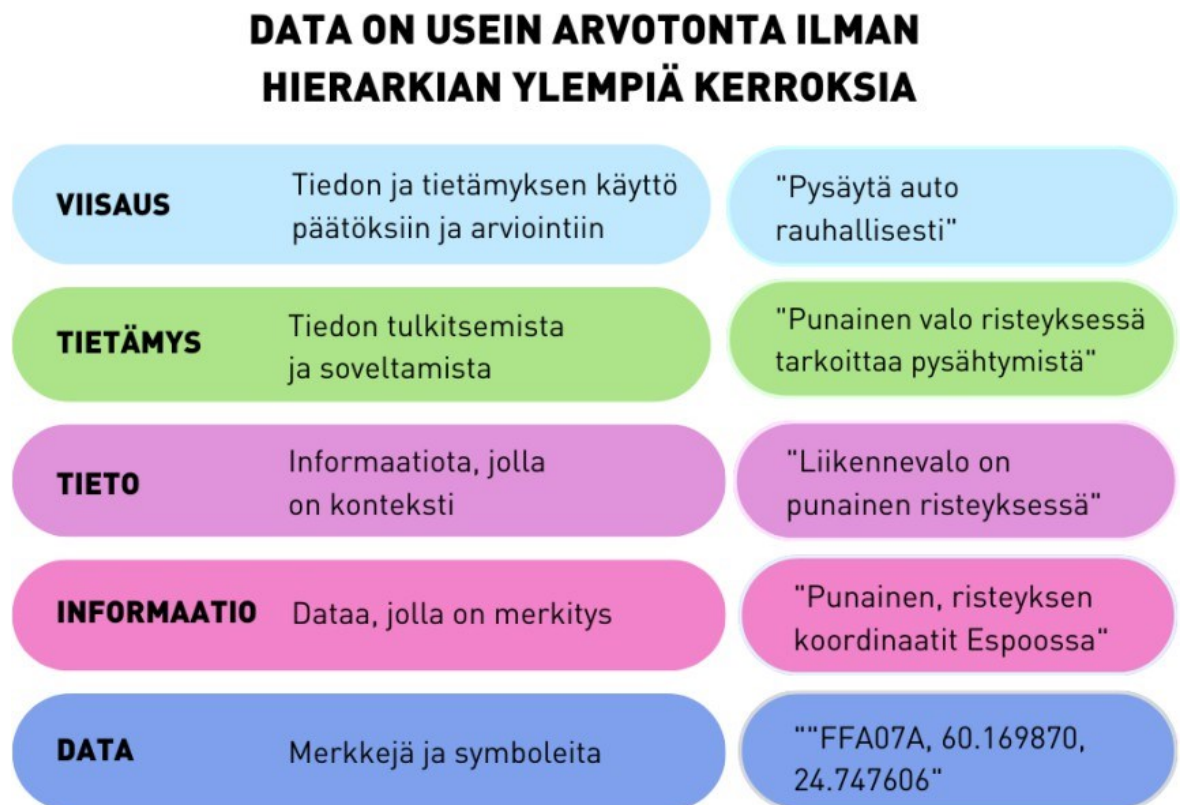 DATA ON USEIN ARVOTONTA ILMAN
HIERARKIAN YLEMPIÄ KERROKSIA
VIISAUS
Tiedon ja tietämyksen käyttö
päätöksiin ja arviointiin
"Pysäytä auto
rauhallisesti"
TIETÄMYS
Tiedon tulkitsemista
ja soveltamista
"Punainen valo risteyksessä
tarkoittaa pysähtymistä"
TIETO
Informaatiota, jolla
on konteksti
"Liikennevalo on
punainen risteyksessä"
INFORMAATIO
Dataa, jolla on merkitys
"Punainen, risteyksen
koordinaatit Espoossa"
DATA
Merkkejä ja symboleita
""FFA07A, 60.169870,
24.747606"